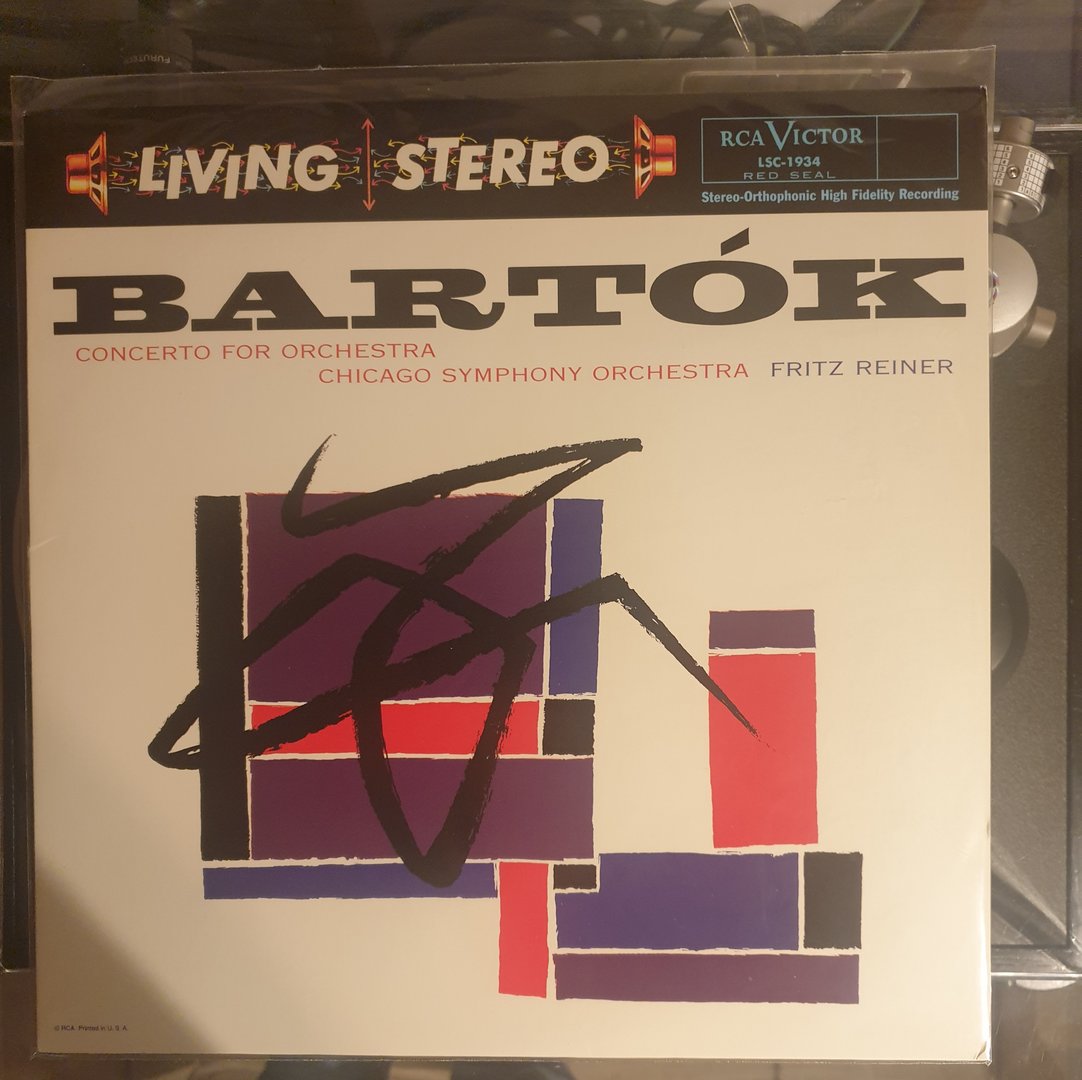 FURUTECH
LIVING STEREO
RCA VICTOR
LSC-1934
RED SEAL
Stereo-Orthophonic High Fidelity Recording
BARTÓK
CONCERTO FOR ORCHESTRA
CHICAGO SYMPHONY ORCHESTRA FRITZ REINER
© RCA Printed in U.S.A.